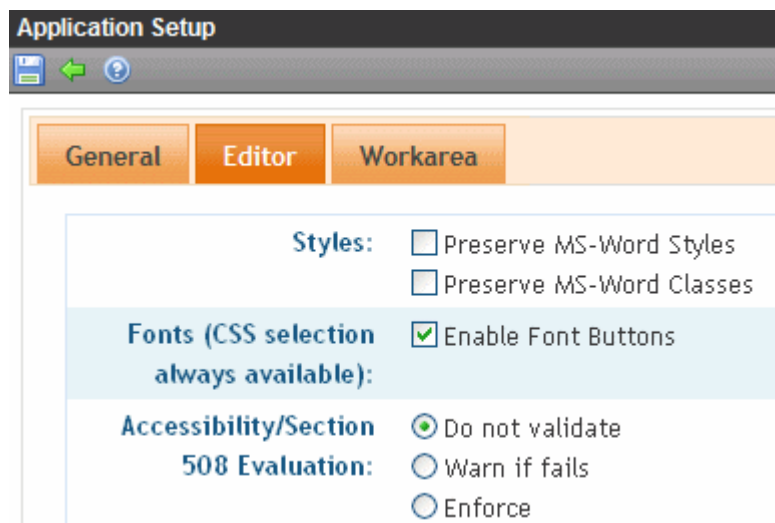 Application Setup
General Editor Workarea
Styles: Preserve MS-Word Styles
Preserve MS-Word Classes
Fonts (CSS selection Enable Font Buttons
always available):
Accessibility/Section Do not validate
508 Evaluation: Warn if fails
Enforce